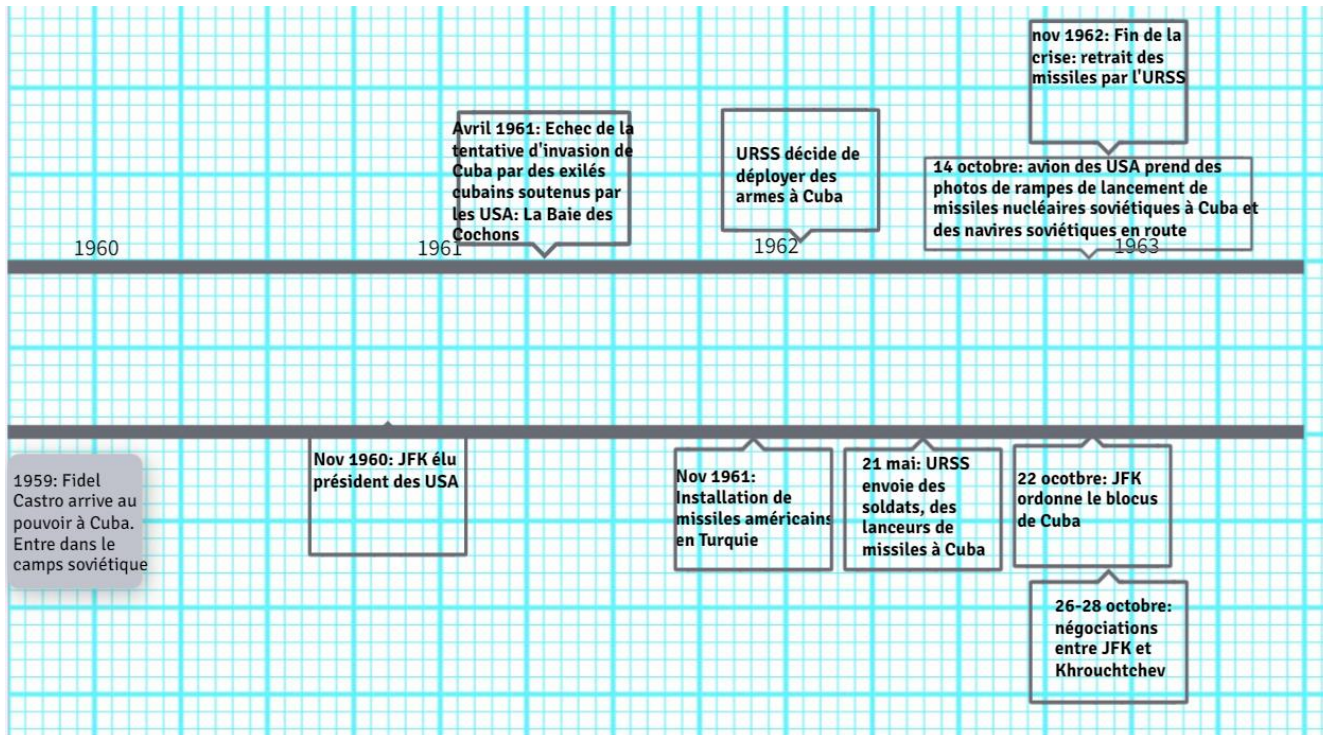 nov 1962: Fin de la
crise: retrait des
missiles par l'URSS
Avril 1961: Echec de la
tentative d'invasion de
Cuba par des exilés
cubains soutenus par
les USA: La Baie des
Cochons
URSS décide de
déployer des
armes à Cuba
14 octobre: avion des USA prend des
photos de rampes de lancement de
missiles nucléaires soviétiques à Cuba et
des navires soviétiques en route
1960
1961
1962
1963
1959: Fidel
Castro arrive au
pouvoir à Cuba.
Entre dans le
camps soviétique
Nov 1960: JFK élu
président des USA
Nov 1961:
Installation de
missiles américains
en Turquie
21 mai: URSS
envoie des
soldats, des
lanceurs de
missiles à Cuba
22 ocotbre: JFK
ordonne le blocus
de Cuba
26-28 octobre:
négociations
entre JFK et
Khrouchtchev